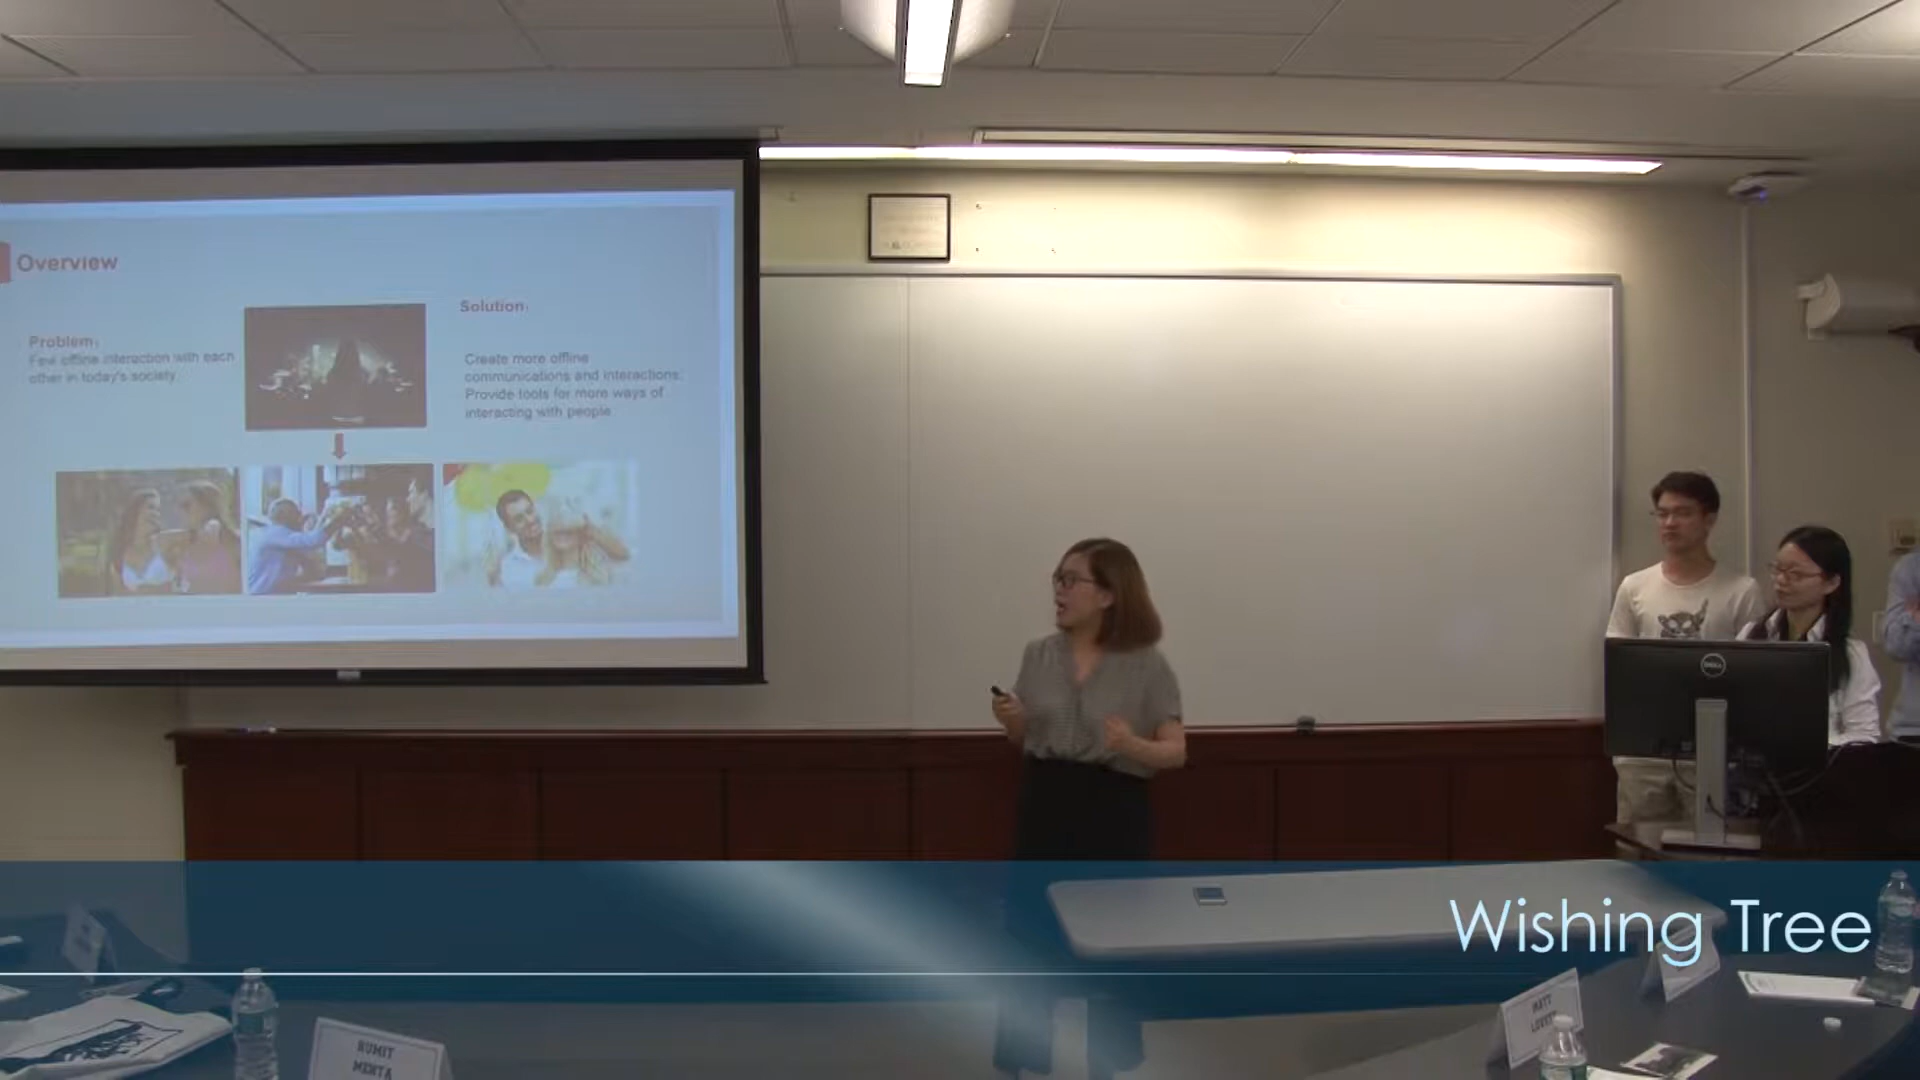 Overview
Solution:
Problem:
Few offline interaction with each
other in today's society
Create more offline
communications and interactions.
Provide tools for more ways of
interacting with people
DELL
Wishing Tree
RUMIT
MEHTA
MATT